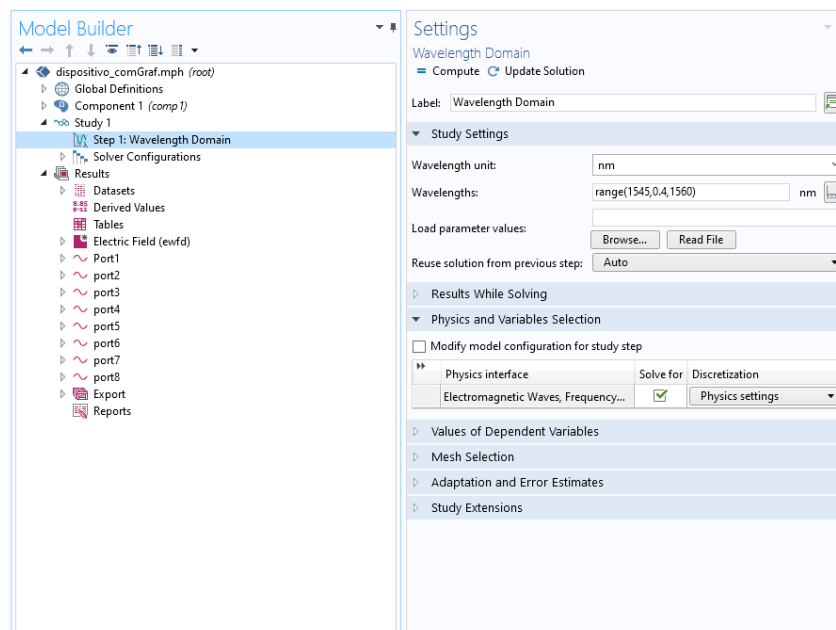 Model Builder
dispositivo_comGraf.mph (root)
Global Definitions
Component 1 (comp1)
Study 1
Step 1: Wavelength Domain
Solver Configurations
Results
Datasets
8.85
e-12 Derived Values
Tables
Electric Field (ewfd)
Port1
port2
port3
port4
port5
port6
port7
port8
Export
Reports
Settings
Wavelength Domain
= Compute Update Solution
Label: Wavelength Domain
Study Settings
Wavelength unit: nm
Wavelengths: range(1545,0.4,1560) nm
Load parameter values:
Browse... Read File
Reuse solution from previous step: Auto
Results While Solving
Physics and Variables Selection
Modify model configuration for study step
Physics interface Solve for Discretization
Electromagnetic Waves, Frequency... Physics settings
Values of Dependent Variables
Mesh Selection
Adaptation and Error Estimates
Study Extensions